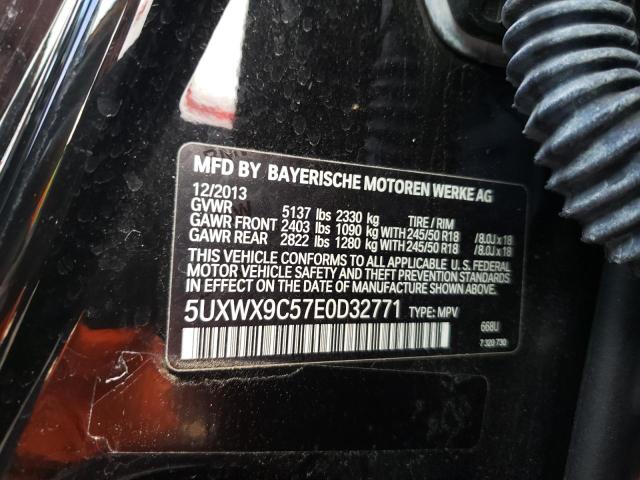 MFD BY BAYERISCHE MOTOREN WERKE AG
12/2013
GVWR 5137 lbs 2330 kg TIRE / RIM
GAWR FRONT 2403 lbs 1090 kg WITH 245/50 R18 /8.0J x 18
GAWR REAR 2822 lbs 1280 kg WITH 245/50 R18 /8.0J x 18
THIS VEHICLE CONFORMS TO ALL APPLICABLE U.S. FEDERAL
MOTOR VEHICLE SAFETY AND THEFT PREVENTION STANDARDS
IN EFFECT ON THE DATE OF MANUFACTURE SHOWN ABOVE.
5UXWX9C57E0D32771 TYPE: MPV
668U
7 320 730